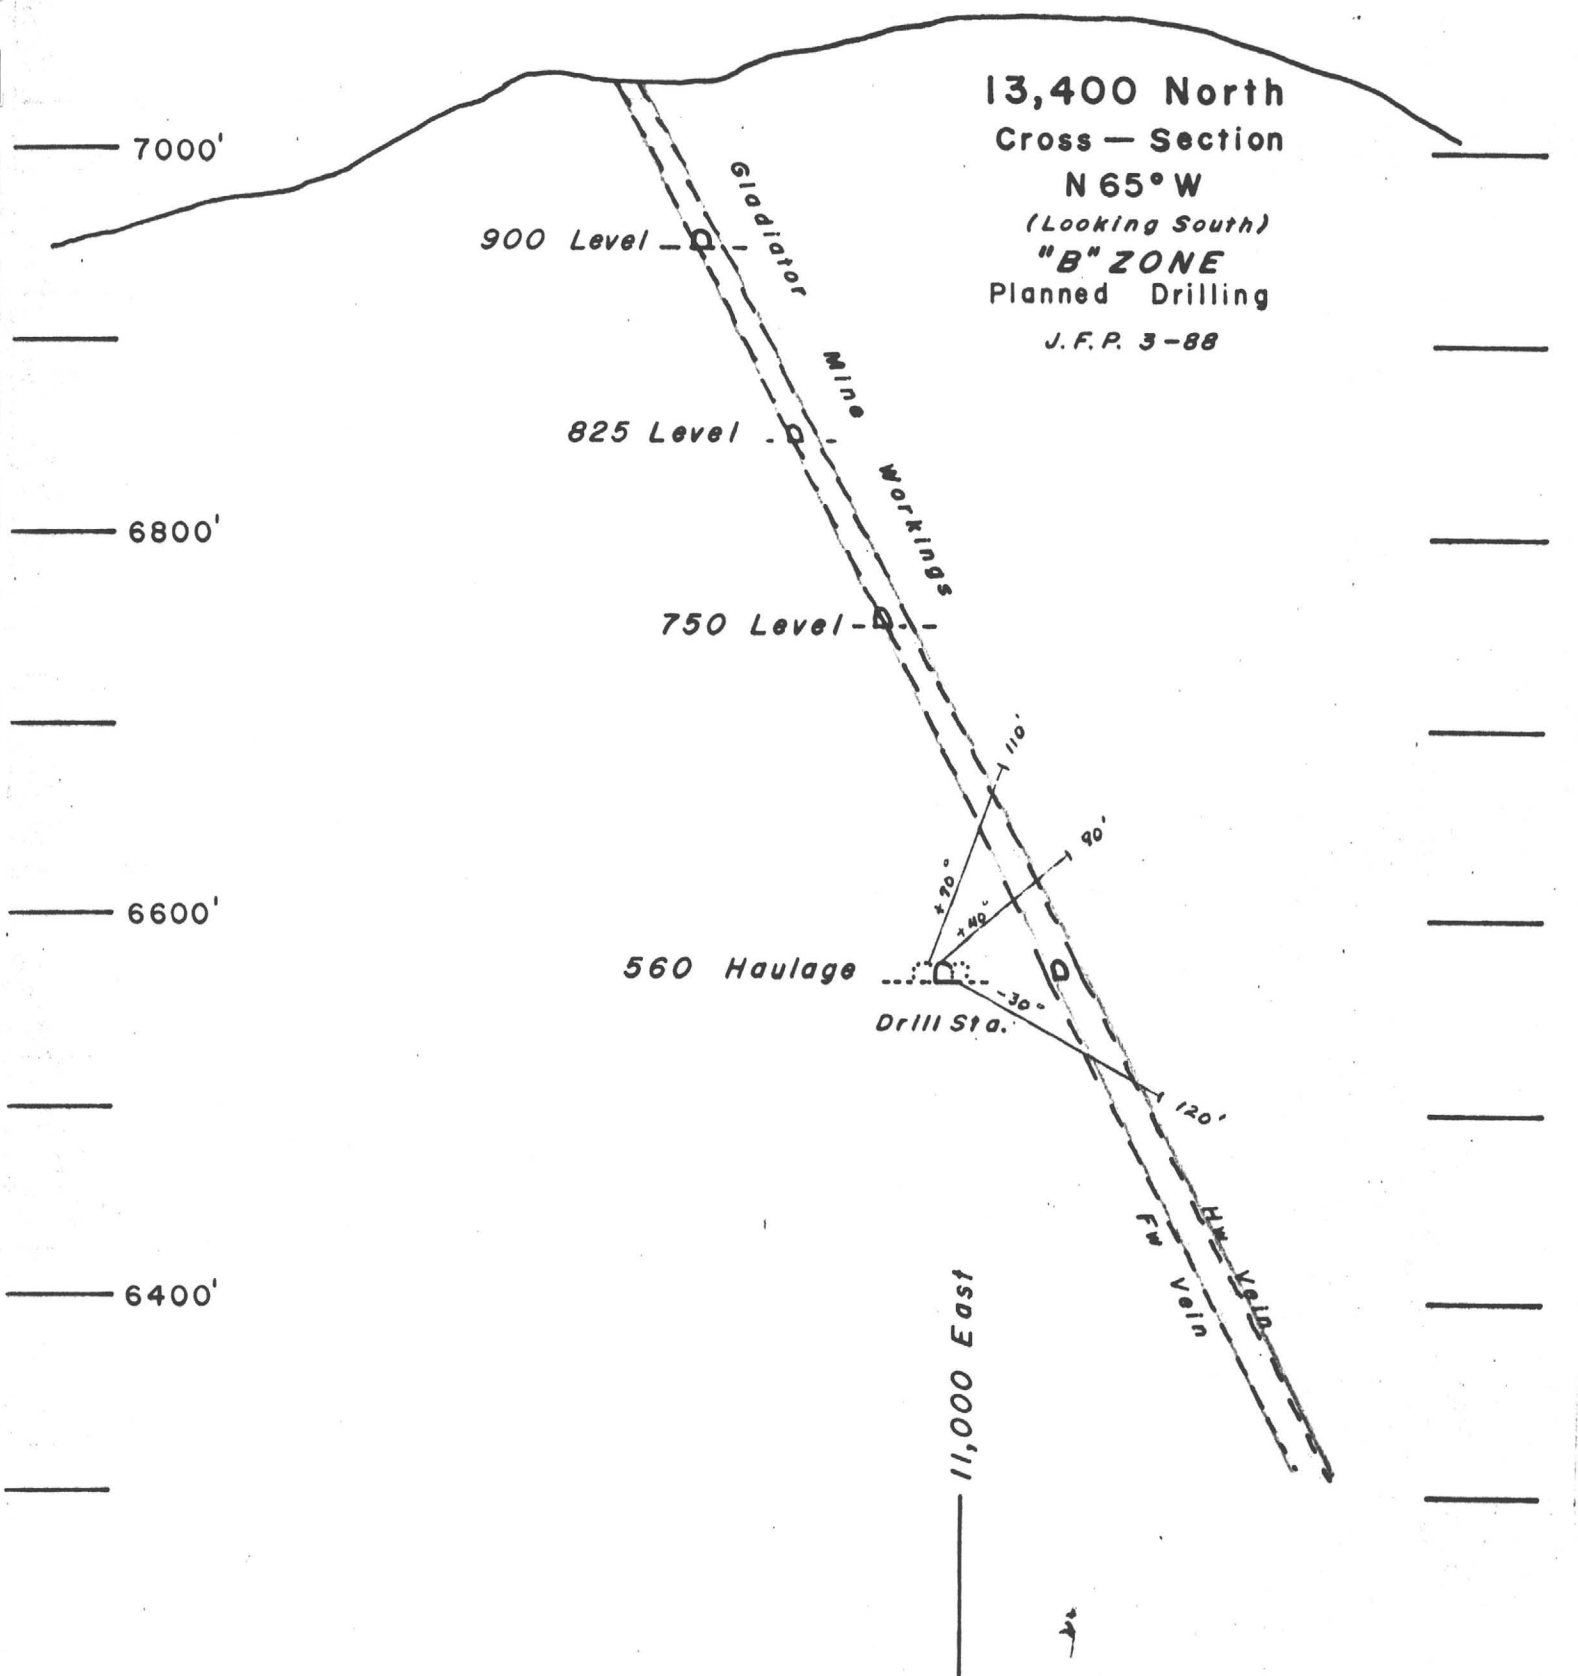 13,400 North
Cross — Section
N 65° W
(Looking South)
"B" ZONE
Planned Drilling
J.F.P. 3-88
7000'
900 Level
Gladiator Mine Workings
825 Level
6800'
750 Level
110'
90'
+70°
+40°
6600'
560 Haulage
-30°
Drill Sta.
120'
HW Vein
FW Vein
6400'
11,000 East